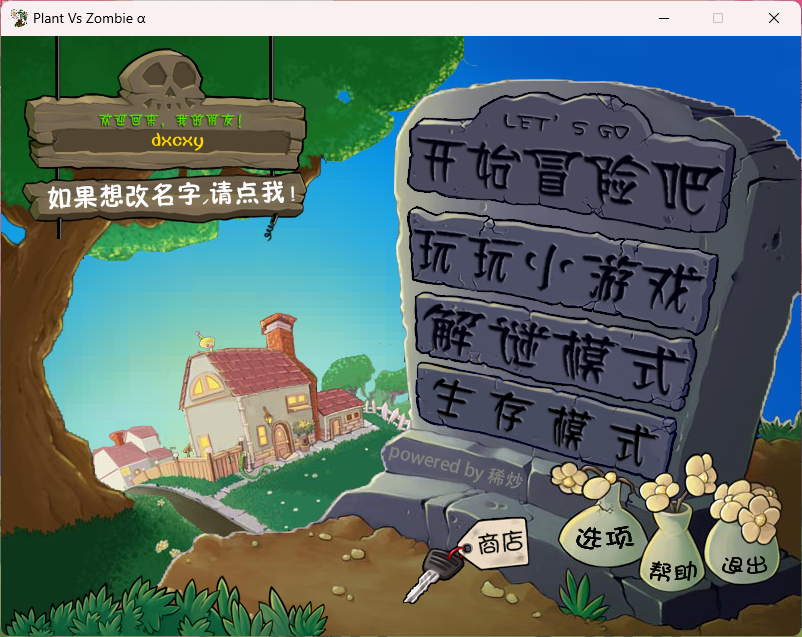 Plant Vs Zombie α
欢迎回来，我的朋友！
dxcxy
如果想改名字,请点我!
LET'S GO
开始冒险吧
玩玩小游戏
解谜模式
生存模式
powered by 稀炒
商店
选项
帮助
退出